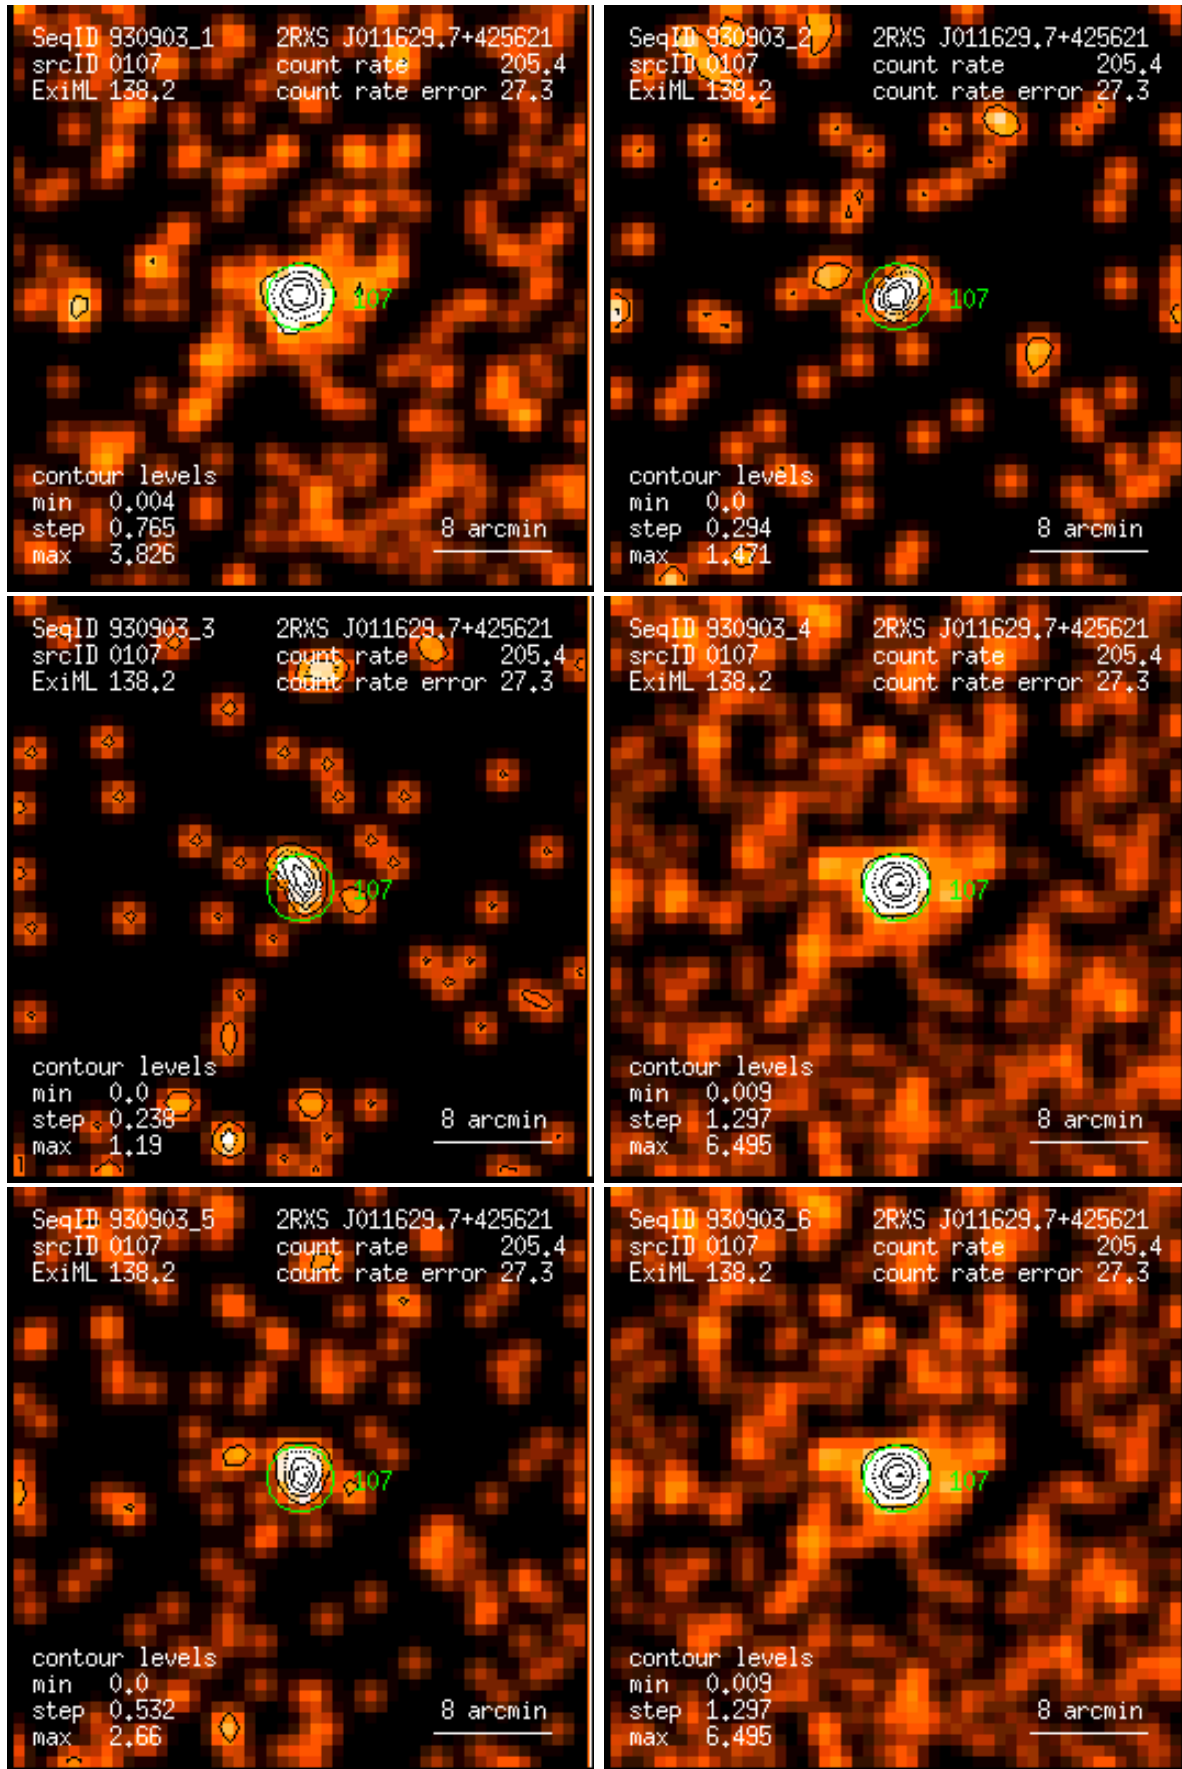 SeqID 930903_1 2RXS J011629.7+425621
srcID 0107 count rate 205.4
ExiML 138.2 count rate error 27.3
107
contour levels
min 0.004
step 0.765
max 3.826
8 arcmin
SeqID 930903_2 2RXS J011629.7+425621
srcID 0107 count rate 205.4
ExiML 138.2 count rate error 27.3
107
contour levels
min 0.0
step 0.294
max 1.471
8 arcmin
SeqID 930903_3 2RXS J011629.7+425621
srcID 0107 count rate 205.4
ExiML 138.2 count rate error 27.3
107
contour levels
min 0.0
step 0.238
max 1.19
8 arcmin
SeqID 930903_4 2RXS J011629.7+425621
srcID 0107 count rate 205.4
ExiML 138.2 count rate error 27.3
107
contour levels
min 0.009
step 1.297
max 6.495
8 arcmin
SeqID 930903_5 2RXS J011629.7+425621
srcID 0107 count rate 205.4
ExiML 138.2 count rate error 27.3
107
contour levels
min 0.0
step 0.532
max 2.66
8 arcmin
SeqID 930903_6 2RXS J011629.7+425621
srcID 0107 count rate 205.4
ExiML 138.2 count rate error 27.3
107
contour levels
min 0.009
step 1.297
max 6.495
8 arcmin